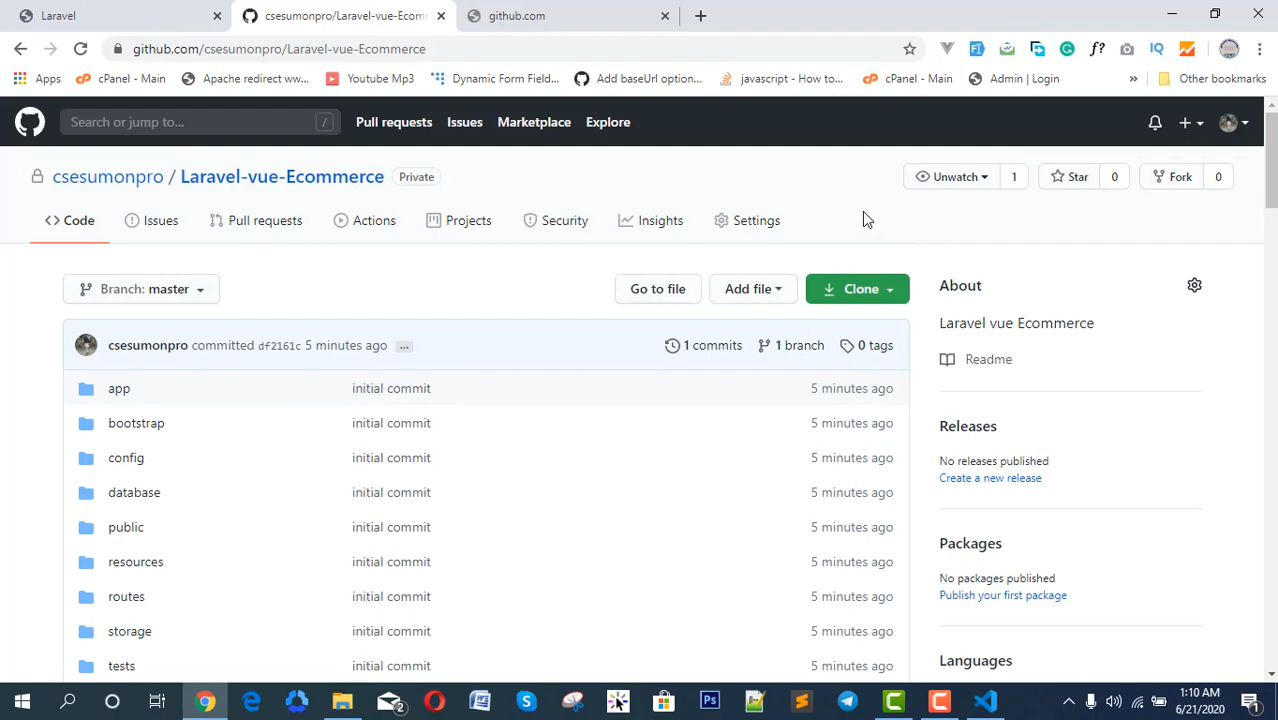 Laravel
csesumonpro/Laravel-vue-Ecomm
github.com
github.com/csesumonpro/Laravel-vue-Ecommerce
Apps
cPanel - Main
Apache redirect ww...
Youtube Mp3
Dynamic Form Field...
Add baseUrl option...
javascript - How to...
cPanel - Main
Admin | Login
»
Other bookmarks
Search or jump to...
/
Pull requests
Issues
Marketplace
Explore
csesumonpro / Laravel-vue-Ecommerce
Private
Unwatch 1
Star 0
Fork 0
Code
Issues
Pull requests
Actions
Projects
Security
Insights
Settings
Branch: master
Go to file
Add file
Clone
csesumonpro committed df2161c 5 minutes ago ...
1 commits
1 branch
0 tags
app initial commit 5 minutes ago
bootstrap initial commit 5 minutes ago
config initial commit 5 minutes ago
database initial commit 5 minutes ago
public initial commit 5 minutes ago
resources initial commit 5 minutes ago
routes initial commit 5 minutes ago
storage initial commit 5 minutes ago
tests initial commit 5 minutes ago
About
Laravel vue Ecommerce
Readme
Releases
No releases published
Create a new release
Packages
No packages published
Publish your first package
Languages
1:10 AM
6/21/2020